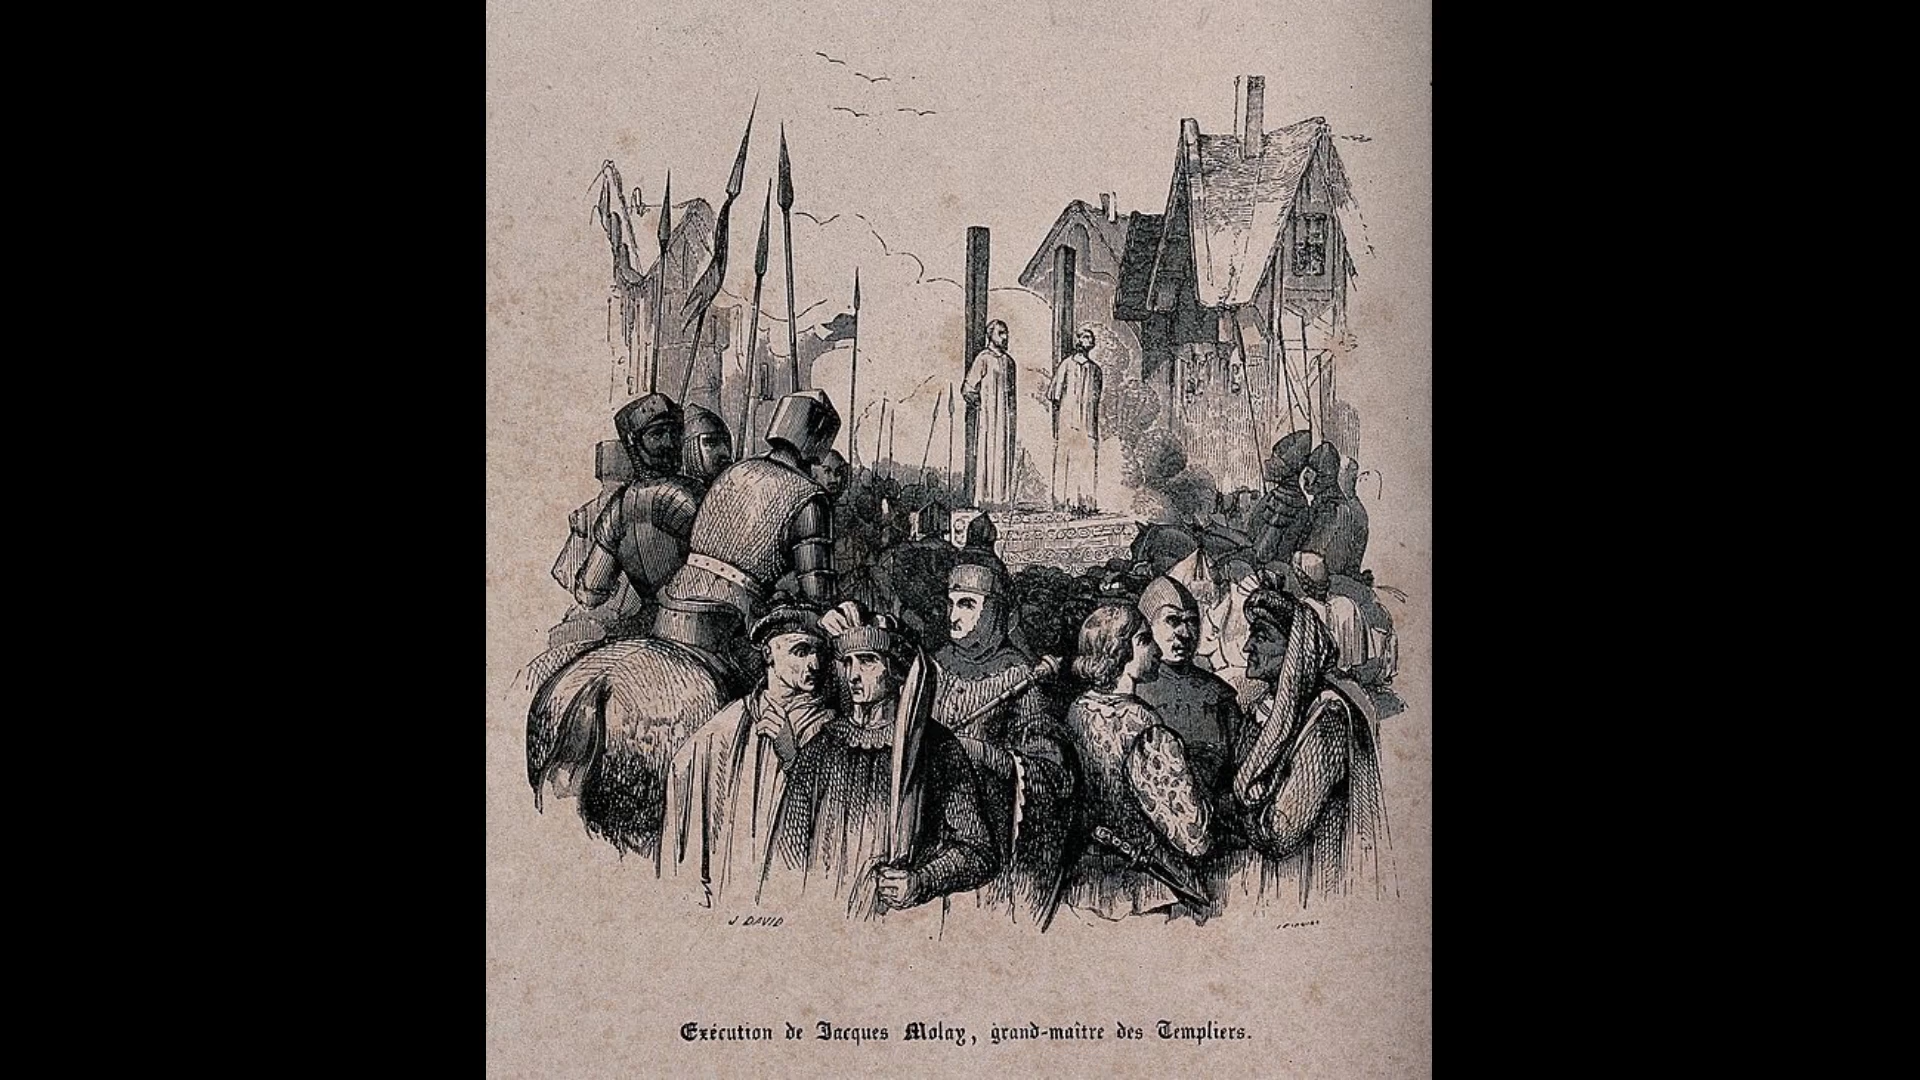 J DAVID
Exécution de Jacques Molay, grand-maître des Templiers.